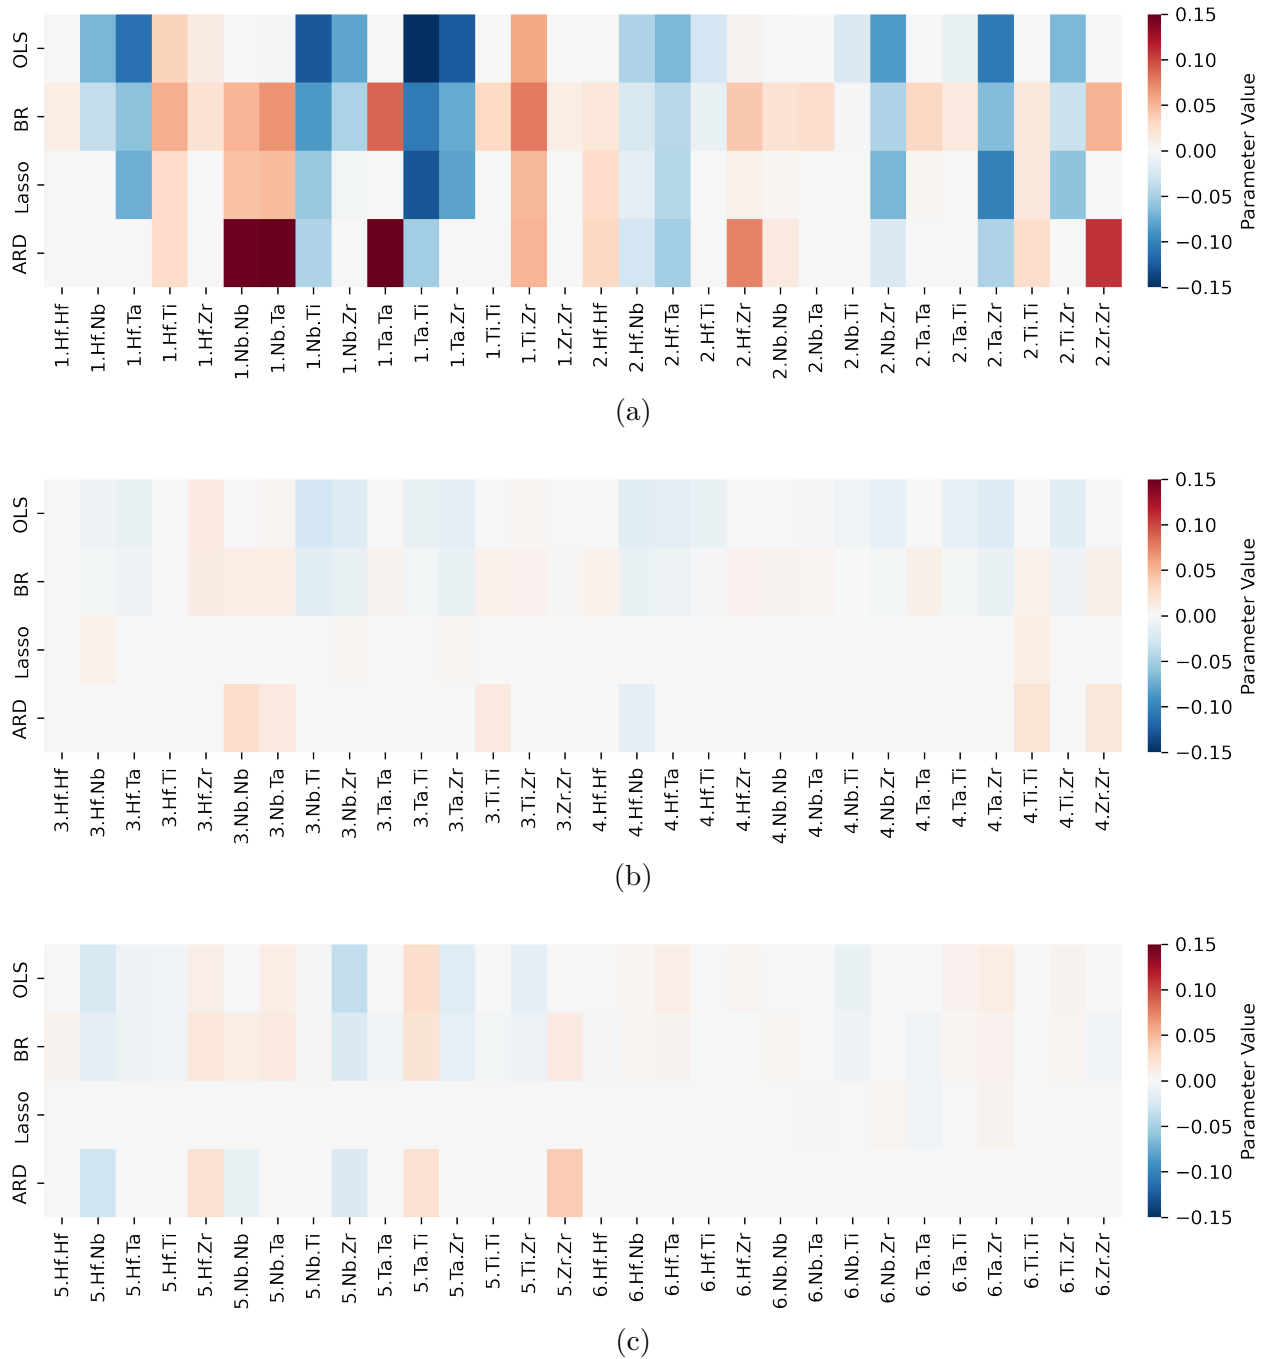 OLS
BR
Lasso
ARD
1.Hf.Hf 1.Hf.Nb 1.Hf.Ta 1.Hf.Ti 1.Hf.Zr 1.Nb.Nb 1.Nb.Ta 1.Nb.Ti 1.Nb.Zr 1.Ta.Ta 1.Ta.Ti 1.Ta.Zr 1.Ti.Ti 1.Ti.Zr 1.Zr.Zr 2.Hf.Hf 2.Hf.Nb 2.Hf.Ta 2.Hf.Ti 2.Hf.Zr 2.Nb.Nb 2.Nb.Ta 2.Nb.Ti 2.Nb.Zr 2.Ta.Ta 2.Ta.Ti 2.Ta.Zr 2.Ti.Ti 2.Ti.Zr 2.Zr.Zr
0.15
0.10
0.05
0.00
−0.05
−0.10
−0.15
Parameter Value
(a)
OLS
BR
Lasso
ARD
3.Hf.Hf 3.Hf.Nb 3.Hf.Ta 3.Hf.Ti 3.Hf.Zr 3.Nb.Nb 3.Nb.Ta 3.Nb.Ti 3.Nb.Zr 3.Ta.Ta 3.Ta.Ti 3.Ta.Zr 3.Ti.Ti 3.Ti.Zr 3.Zr.Zr 4.Hf.Hf 4.Hf.Nb 4.Hf.Ta 4.Hf.Ti 4.Hf.Zr 4.Nb.Nb 4.Nb.Ta 4.Nb.Ti 4.Nb.Zr 4.Ta.Ta 4.Ta.Ti 4.Ta.Zr 4.Ti.Ti 4.Ti.Zr 4.Zr.Zr
0.15
0.10
0.05
0.00
−0.05
−0.10
−0.15
Parameter Value
(b)
OLS
BR
Lasso
ARD
5.Hf.Hf 5.Hf.Nb 5.Hf.Ta 5.Hf.Ti 5.Hf.Zr 5.Nb.Nb 5.Nb.Ta 5.Nb.Ti 5.Nb.Zr 5.Ta.Ta 5.Ta.Ti 5.Ta.Zr 5.Ti.Ti 5.Ti.Zr 5.Zr.Zr 6.Hf.Hf 6.Hf.Nb 6.Hf.Ta 6.Hf.Ti 6.Hf.Zr 6.Nb.Nb 6.Nb.Ta 6.Nb.Ti 6.Nb.Zr 6.Ta.Ta 6.Ta.Ti 6.Ta.Zr 6.Ti.Ti 6.Ti.Zr 6.Zr.Zr
0.15
0.10
0.05
0.00
−0.05
−0.10
−0.15
Parameter Value
(c)